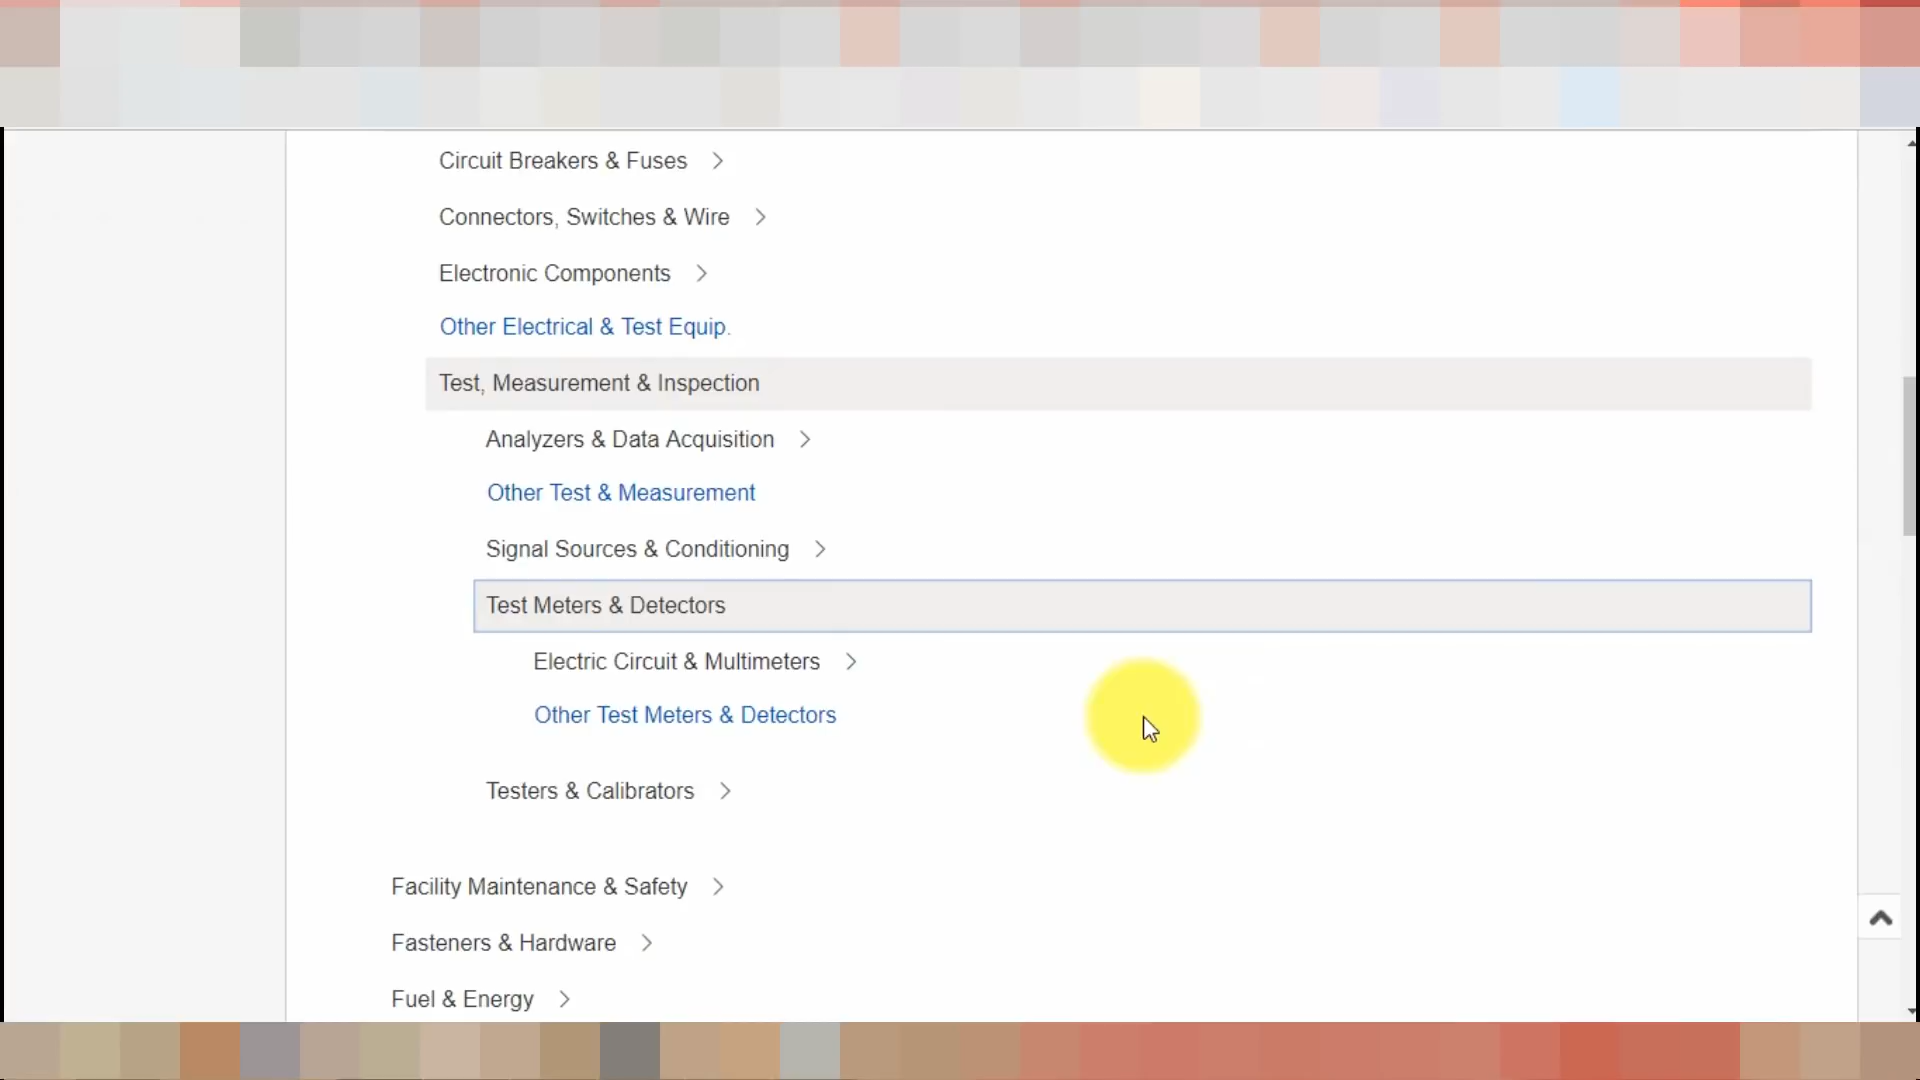 Circuit Breakers & Fuses
Connectors, Switches & Wire
Electronic Components
Other Electrical & Test Equip.
Test, Measurement & Inspection
Analyzers & Data Acquisition
Other Test & Measurement
Signal Sources & Conditioning
Test Meters & Detectors
Electric Circuit & Multimeters
Other Test Meters & Detectors
Testers & Calibrators
Facility Maintenance & Safety
Fasteners & Hardware
Fuel & Energy